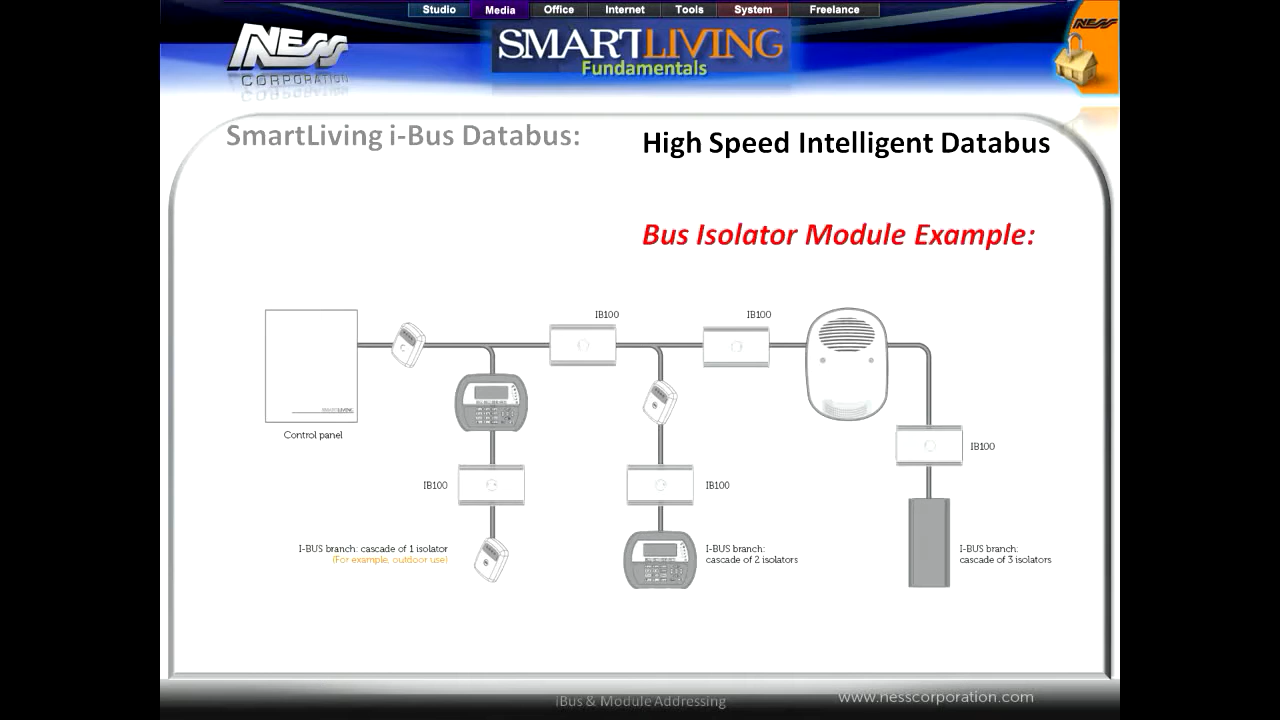 Studio Media Office Internet Tools System Freelance
NESS
CORPORATION
SMARTLIVING
Fundamentals
NESS
SmartLiving i-Bus Databus:
High Speed Intelligent Databus
Bus Isolator Module Example:
IB100
IB100
SMARTLIVING
Control panel
IB100
IB100
IB100
I-BUS branch: cascade of 1 isolator
(For example, outdoor use)
I-BUS branch:
cascade of 2 isolators
I-BUS branch:
cascade of 3 isolators
iBus & Module Addressing
www.nesscorporation.com